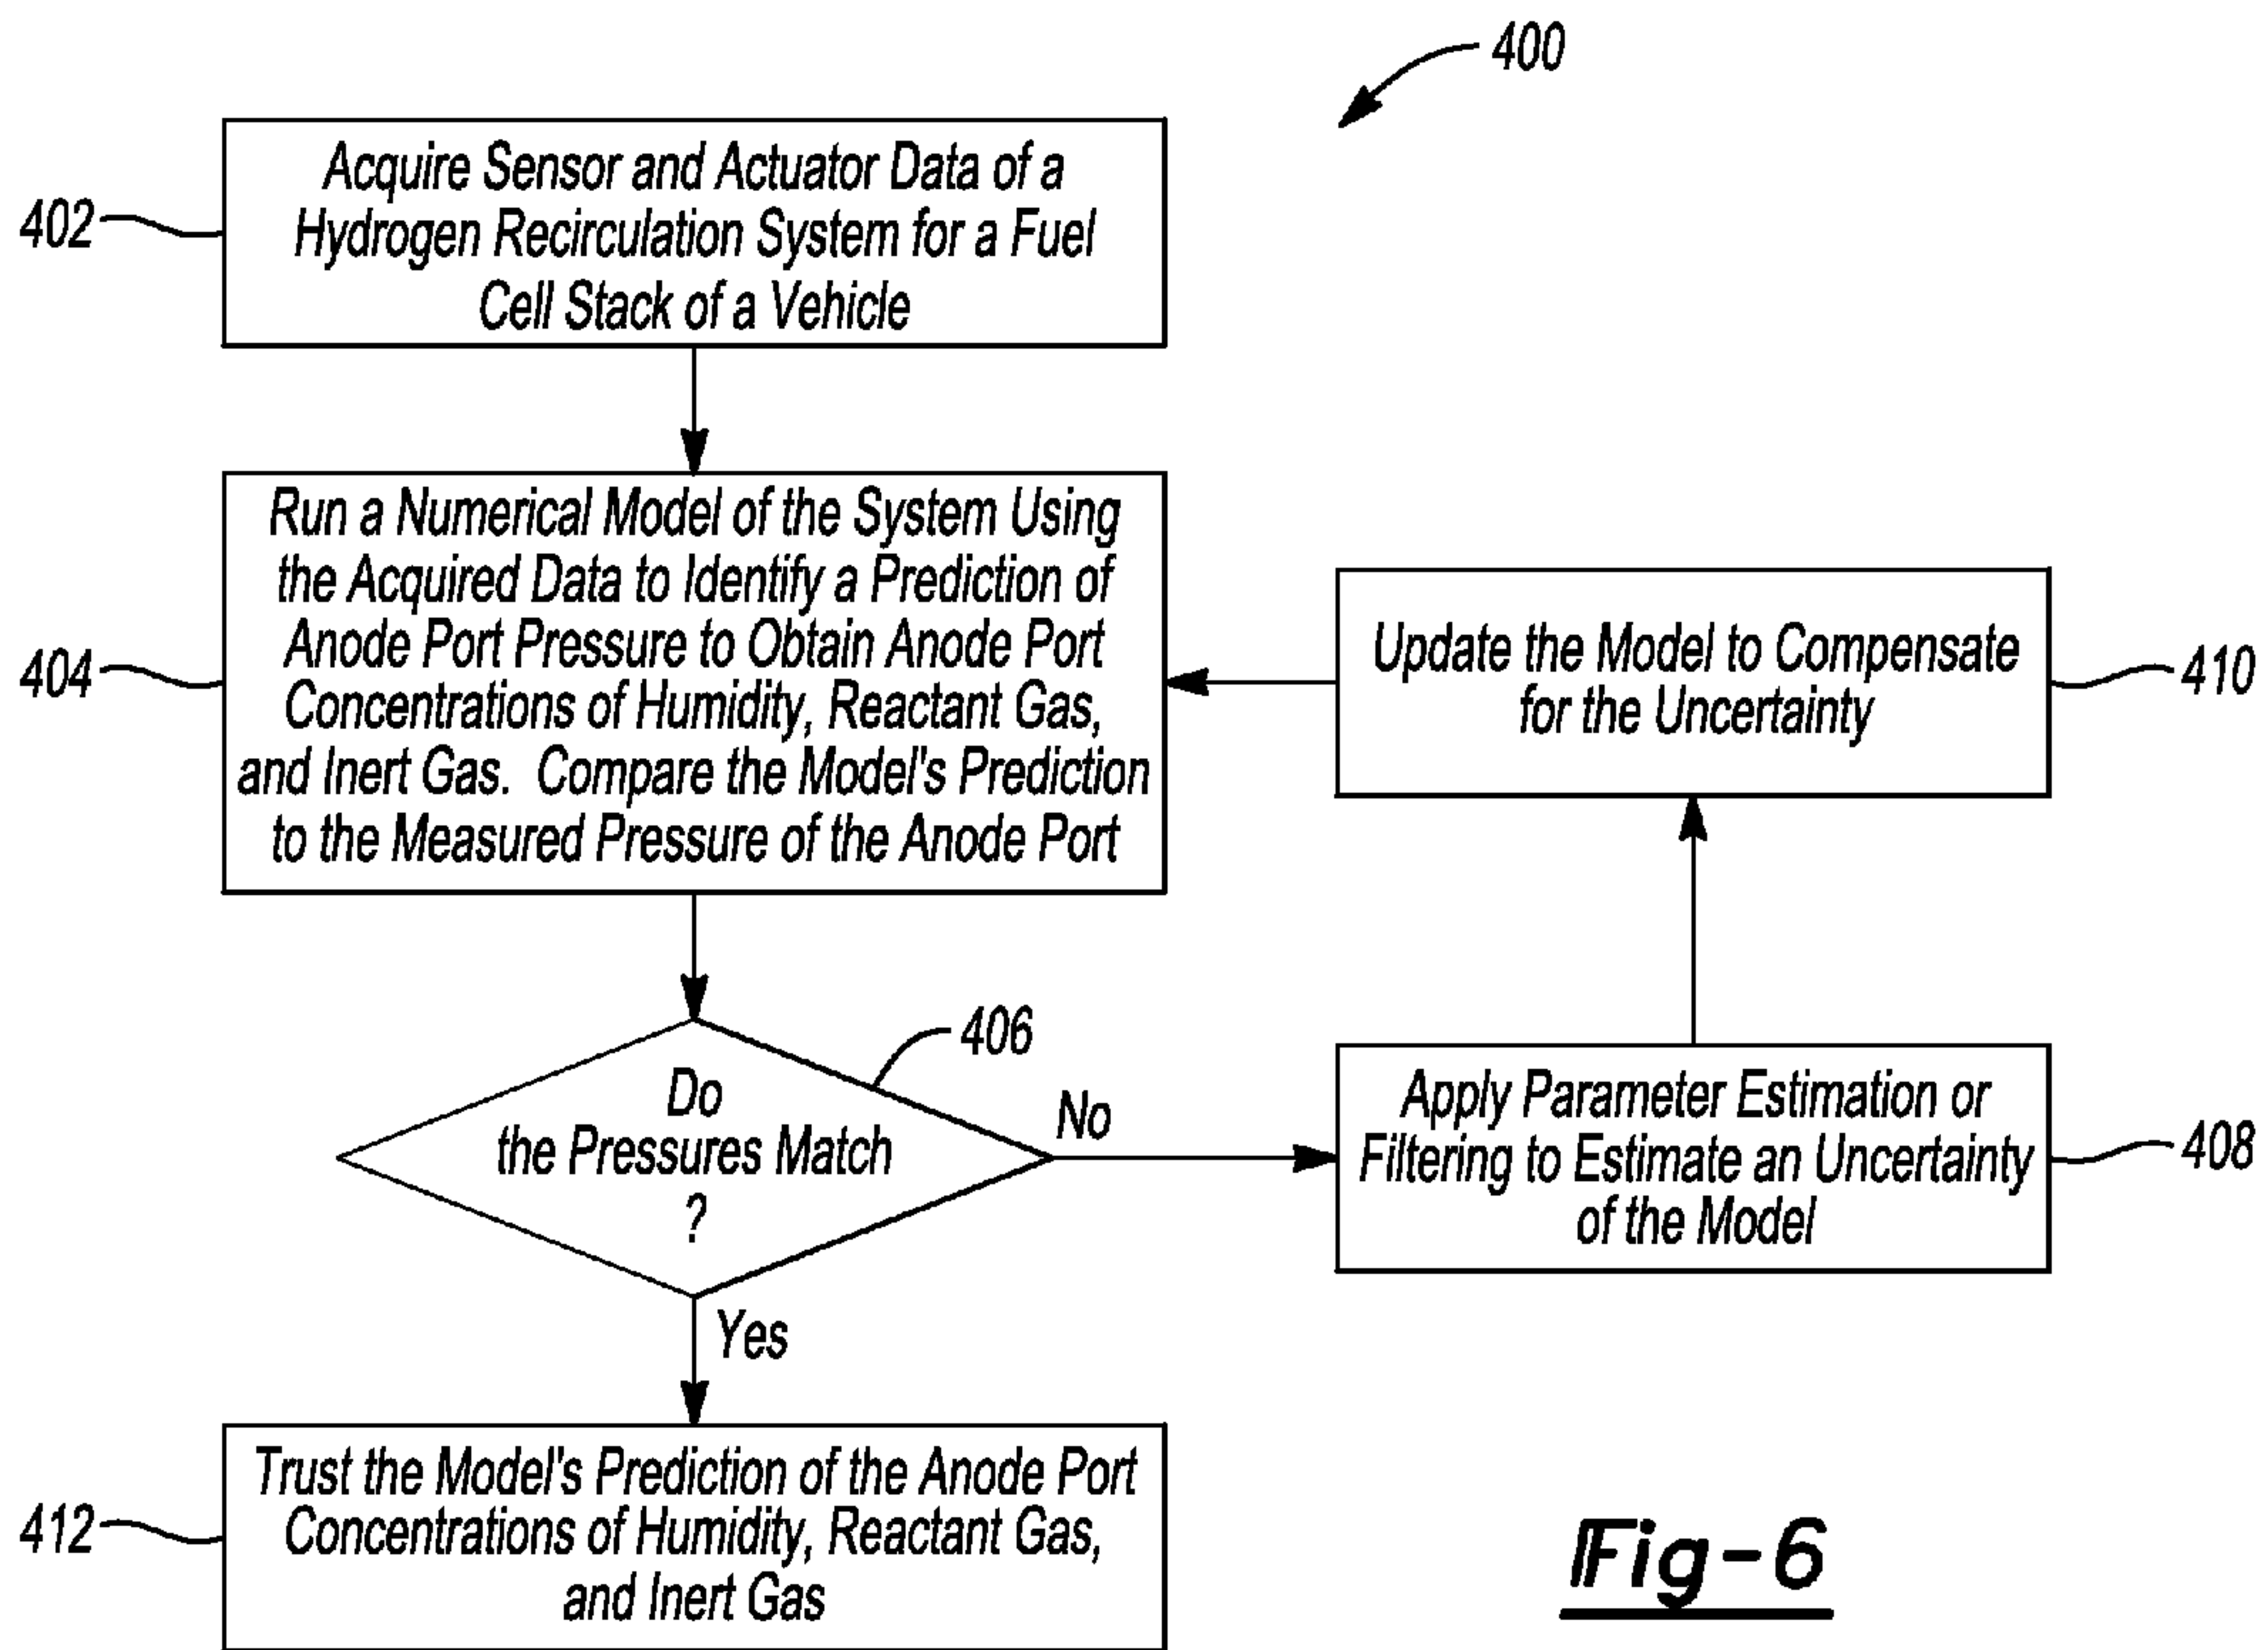 400
402
Acquire Sensor and Actuator Data of a
Hydrogen Recirculation System for a Fuel
Cell Stack of a Vehicle
404
Run a Numerical Model of the System Using
the Acquired Data to Identify a Prediction of
Anode Port Pressure to Obtain Anode Port
Concentrations of Humidity, Reactant Gas,
and Inert Gas. Compare the Model's Prediction
to the Measured Pressure of the Anode Port
Update the Model to Compensate
for the Uncertainty
410
406
Do
the Pressures Match
?
No
Apply Parameter Estimation or
Filtering to Estimate an Uncertainty
of the Model
408
Yes
412
Trust the Model's Prediction of the Anode Port
Concentrations of Humidity, Reactant Gas,
and Inert Gas
Fig-6